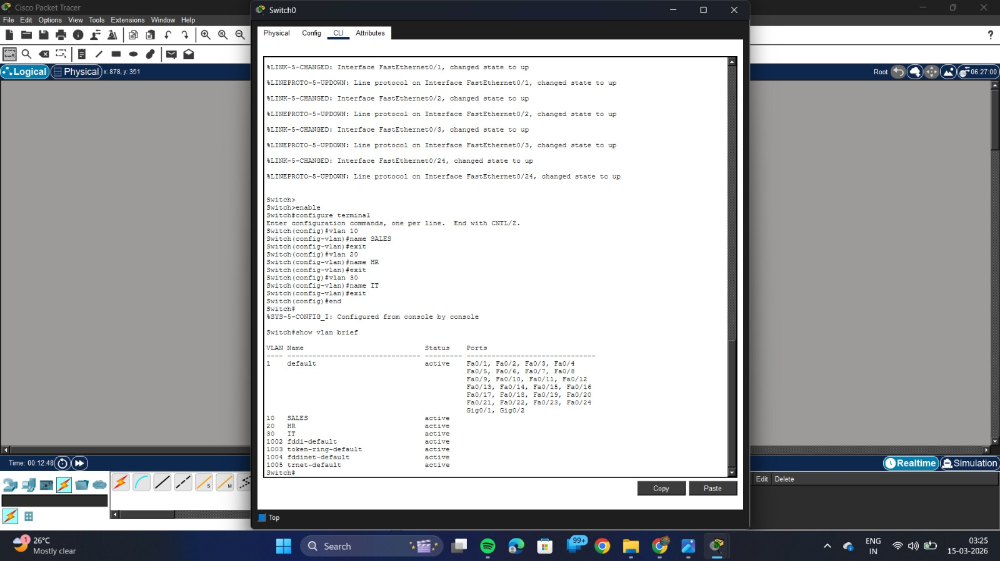 Cisco Packet Tracer
File Edit Options View Tools Extensions Window Help
?
Logical Physical x: 878, y: 351
Root 06:27:00
Switch0
Physical Config CLI Attributes
%LINK-5-CHANGED: Interface FastEthernet0/1, changed state to up
%LINEPROTO-5-UPDOWN: Line protocol on Interface FastEthernet0/1, changed state to up
%LINK-5-CHANGED: Interface FastEthernet0/2, changed state to up
%LINEPROTO-5-UPDOWN: Line protocol on Interface FastEthernet0/2, changed state to up
%LINK-5-CHANGED: Interface FastEthernet0/3, changed state to up
%LINEPROTO-5-UPDOWN: Line protocol on Interface FastEthernet0/3, changed state to up
%LINK-5-CHANGED: Interface FastEthernet0/24, changed state to up
%LINEPROTO-5-UPDOWN: Line protocol on Interface FastEthernet0/24, changed state to up
Switch>
Switch>enable
Switch#configure terminal
Enter configuration commands, one per line.  End with CNTL/Z.
Switch(config)#vlan 10
Switch(config-vlan)#name SALES
Switch(config-vlan)#exit
Switch(config)#vlan 20
Switch(config-vlan)#name HR
Switch(config-vlan)#exit
Switch(config)#vlan 30
Switch(config-vlan)#name IT
Switch(config-vlan)#exit
Switch(config)#end
Switch#
%SYS-5-CONFIG_I: Configured from console by console
Switch#show vlan brief
VLAN Name Status Ports
---- -------------------------------- --------- -------------------------------
1 default active Fa0/1, Fa0/2, Fa0/3, Fa0/4
Fa0/5, Fa0/6, Fa0/7, Fa0/8
Fa0/9, Fa0/10, Fa0/11, Fa0/12
Fa0/13, Fa0/14, Fa0/15, Fa0/16
Fa0/17, Fa0/18, Fa0/19, Fa0/20
Fa0/21, Fa0/22, Fa0/23, Fa0/24
Gig0/1, Gig0/2
10 SALES active
20 HR active
30 IT active
1002 fddi-default active
1003 token-ring-default active
1004 fddinet-default active
1005 trnet-default active
Switch#
Copy Paste
Top
Time: 00:12:48
Realtime Simulation
S M
Edit Delete
1
26°C
Mostly clear
Search
99+
ENG
IN
03:25
15-03-2026